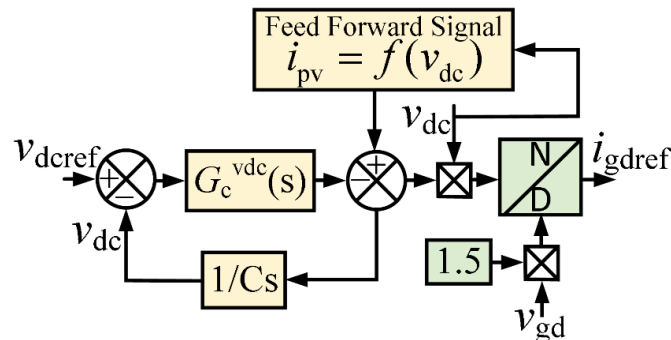 Feed Forward Signal
i_pv = f(v_dc)
v_dc
v_dcref
+
−
G_c^vdc(s)
+
−
N
D
i_gdref
v_dc
1/Cs
1.5
v_gd